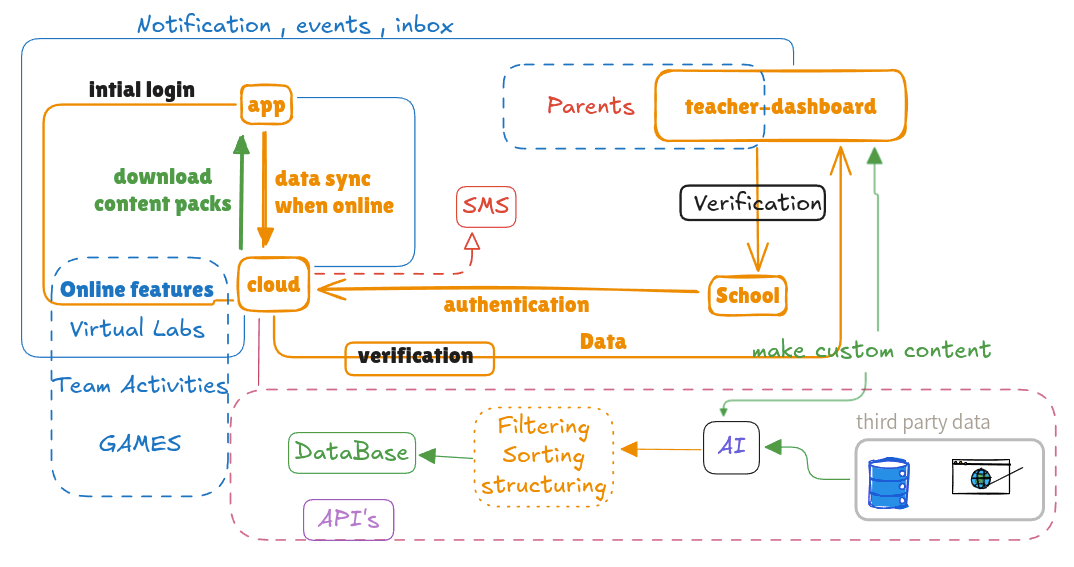 Notification , events , inbox
intial login
app
Parents
teacher-dashboard
download
content packs
data sync
when online
SMS
Verification
Online features
cloud
School
authentication
Virtual Labs
Data
verification
make custom content
Team Activities
third party data
Filtering
Sorting
structuring
GAMES
DataBase
AI
API's